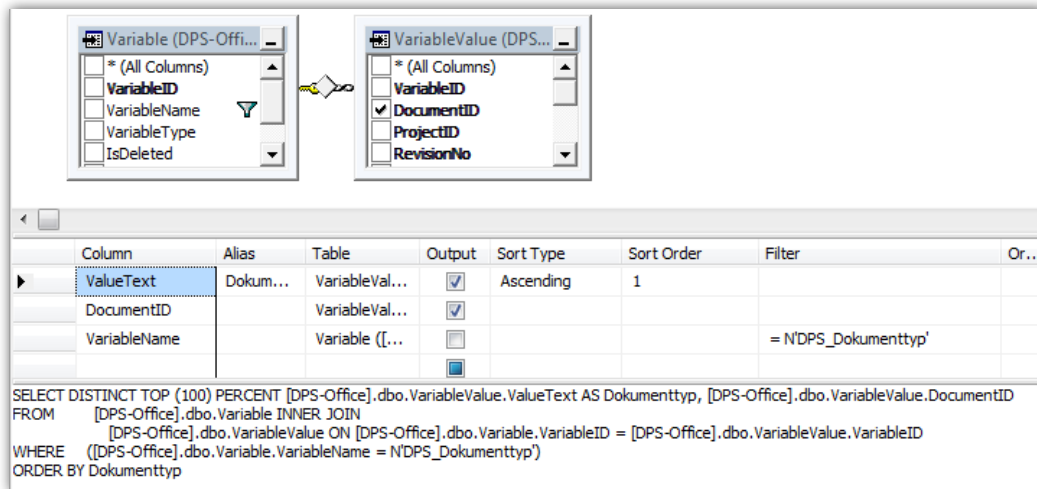 Variable (DPS-Offi...
VariableValue (DPS...
* (All Columns)
VariableID
VariableName
VariableType
IsDeleted
* (All Columns)
VariableID
DocumentID
ProjectID
RevisionNo
Column Alias Table Output Sort Type Sort Order Filter Or...
ValueText Dokum... VariableVal... Ascending 1
DocumentID VariableVal...
VariableName Variable ([... = N'DPS_Dokumenttyp'
SELECT DISTINCT TOP (100) PERCENT [DPS-Office].dbo.VariableValue.ValueText AS Dokumenttyp, [DPS-Office].dbo.VariableValue.DocumentID
FROM [DPS-Office].dbo.Variable INNER JOIN
[DPS-Office].dbo.VariableValue ON [DPS-Office].dbo.Variable.VariableID = [DPS-Office].dbo.VariableValue.VariableID
WHERE ([DPS-Office].dbo.Variable.VariableName = N'DPS_Dokumenttyp')
ORDER BY Dokumenttyp